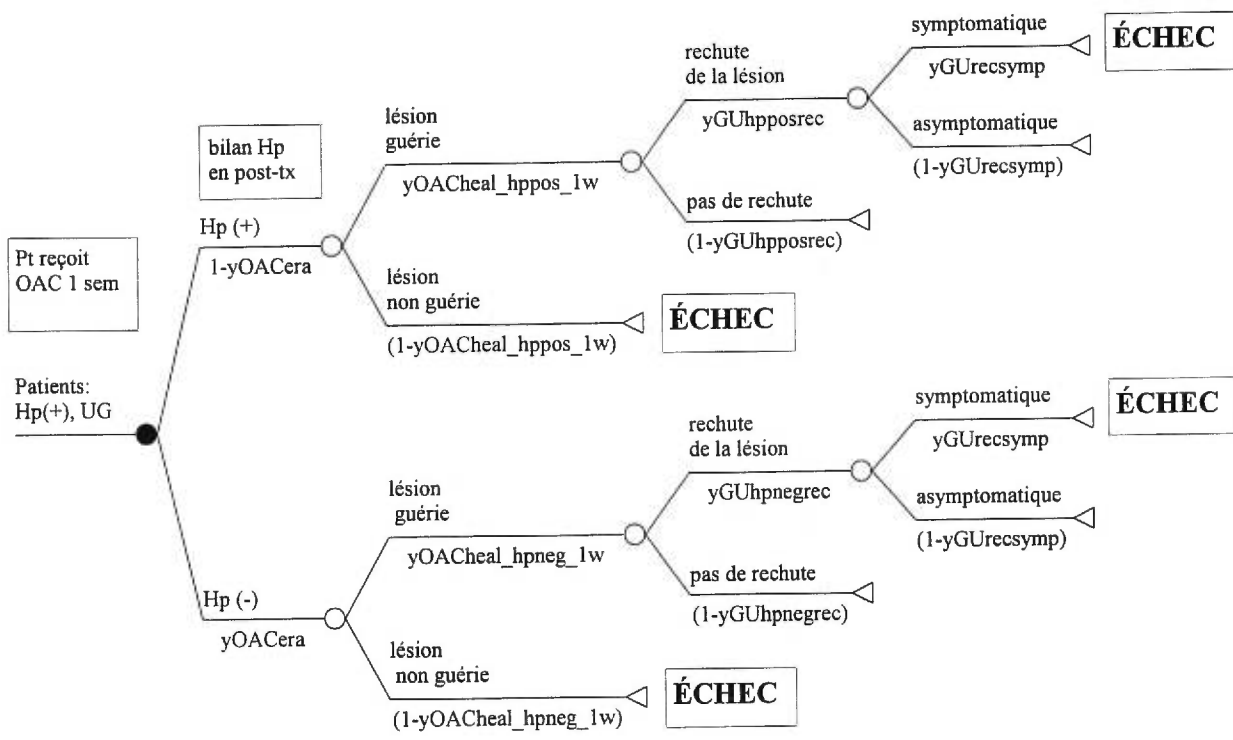 symptomatique
ÉCHEC
yGUrecsymp
rechute
de la lésion
yGUhpposrec
asymptomatique
(1-yGUrecsymp)
lésion
guérie
yOACheal_hppos_1w
bilan Hp
en post-tx
pas de rechute
(1-yGUhpposrec)
Hp (+)
1-yOACera
Pt reçoit
OAC 1 sem
lésion
non guérie
ÉCHEC
(1-yOACheal_hppos_1w)
Patients:
Hp(+), UG
symptomatique
ÉCHEC
yGUrecsymp
rechute
de la lésion
yGUhpnegrec
asymptomatique
(1-yGUrecsymp)
lésion
guérie
yOACheal_hpneg_1w
pas de rechute
(1-yGUhpnegrec)
Hp (-)
yOACera
lésion
non guérie
ÉCHEC
(1-yOACheal_hpneg_1w)